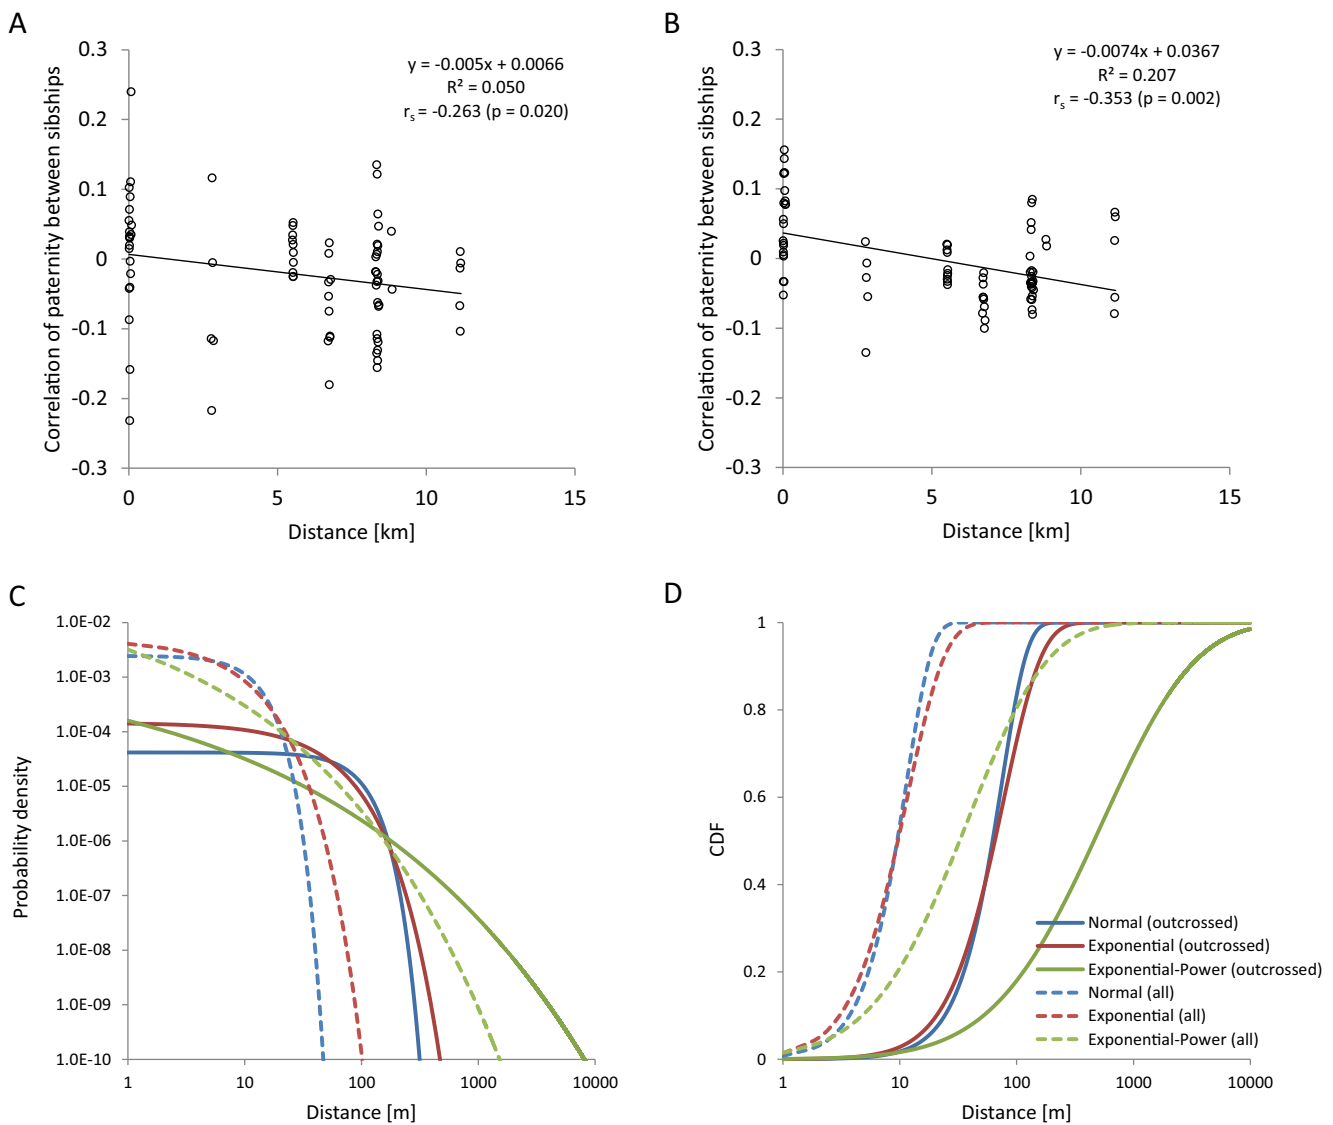 A
Correlation of paternity between sibships
0.3
0.2
0.1
0
-0.1
-0.2
-0.3
y = -0.005x + 0.0066
R² = 0.050
rₛ = -0.263 (p = 0.020)
0 5 10 15
Distance [km]
B
Correlation of paternity between sibships
0.3
0.2
0.1
0
-0.1
-0.2
-0.3
y = -0.0074x + 0.0367
R² = 0.207
rₛ = -0.353 (p = 0.002)
0 5 10 15
Distance [km]
C
Probability density
1.0E-02
1.0E-03
1.0E-04
1.0E-05
1.0E-06
1.0E-07
1.0E-08
1.0E-09
1.0E-10
1 10 100 1000 10000
Distance [m]
D
CDF
1
0.8
0.6
0.4
0.2
0
Normal (outcrossed)
Exponential (outcrossed)
Exponential-Power (outcrossed)
Normal (all)
Exponential (all)
Exponential-Power (all)
1 10 100 1000 10000
Distance [m]